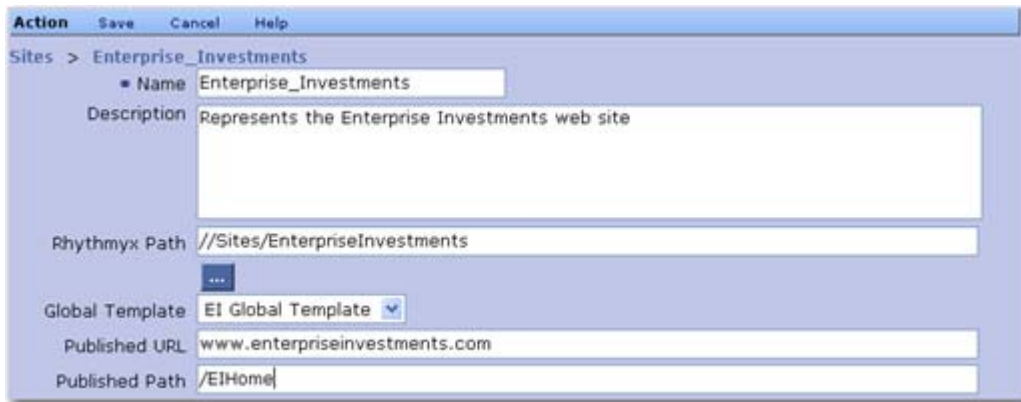 Action Save Cancel Help
Sites > Enterprise_Investments
Name Enterprise_Investments
Description Represents the Enterprise Investments web site
Rhythmyx Path //Sites/EnterpriseInvestments
...
Global Template EI Global Template
Published URL www.enterpriseinvestments.com
Published Path /EIHome